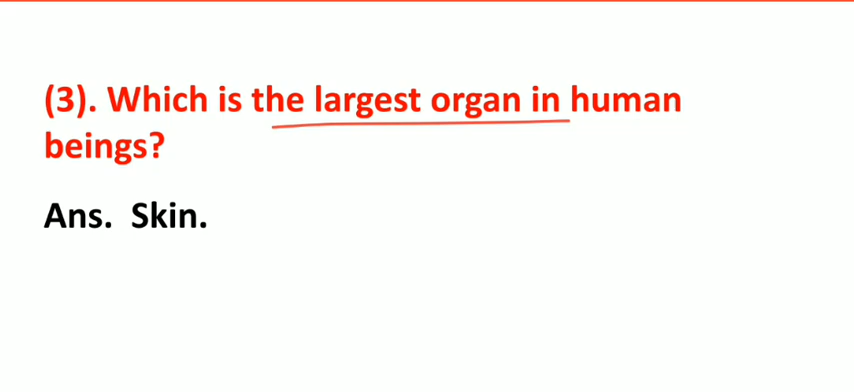 (3). Which is the largest organ in human
beings?
Ans.  Skin.